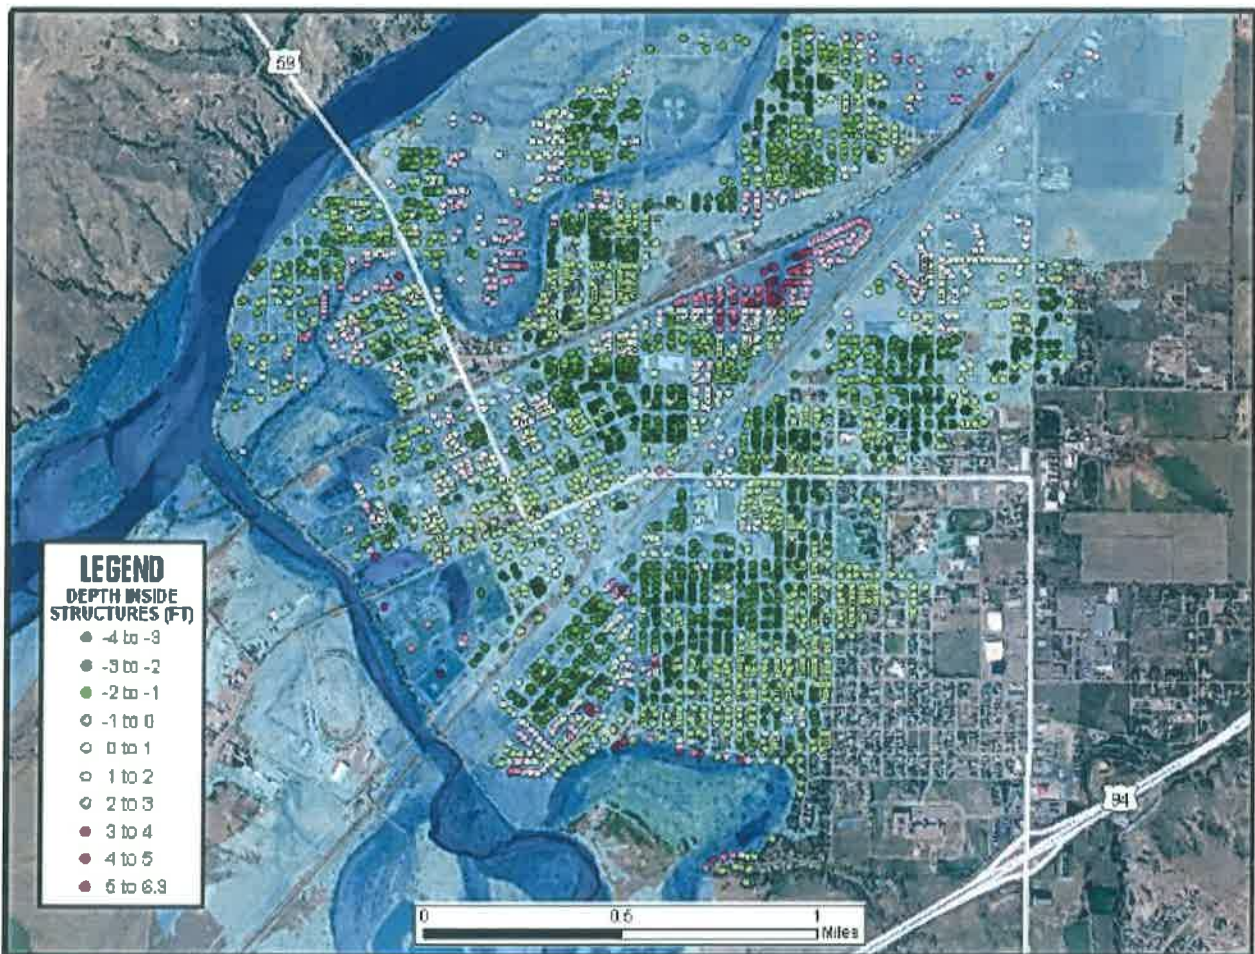 59
LEGEND
DEPTH INSIDE
STRUCTURES (FT)
-4 to -3
-3 to -2
-2 to -1
-1 to 0
0 to 1
1 to 2
2 to 3
3 to 4
4 to 5
5 to 6.9
94
0 0.5 1
Miles